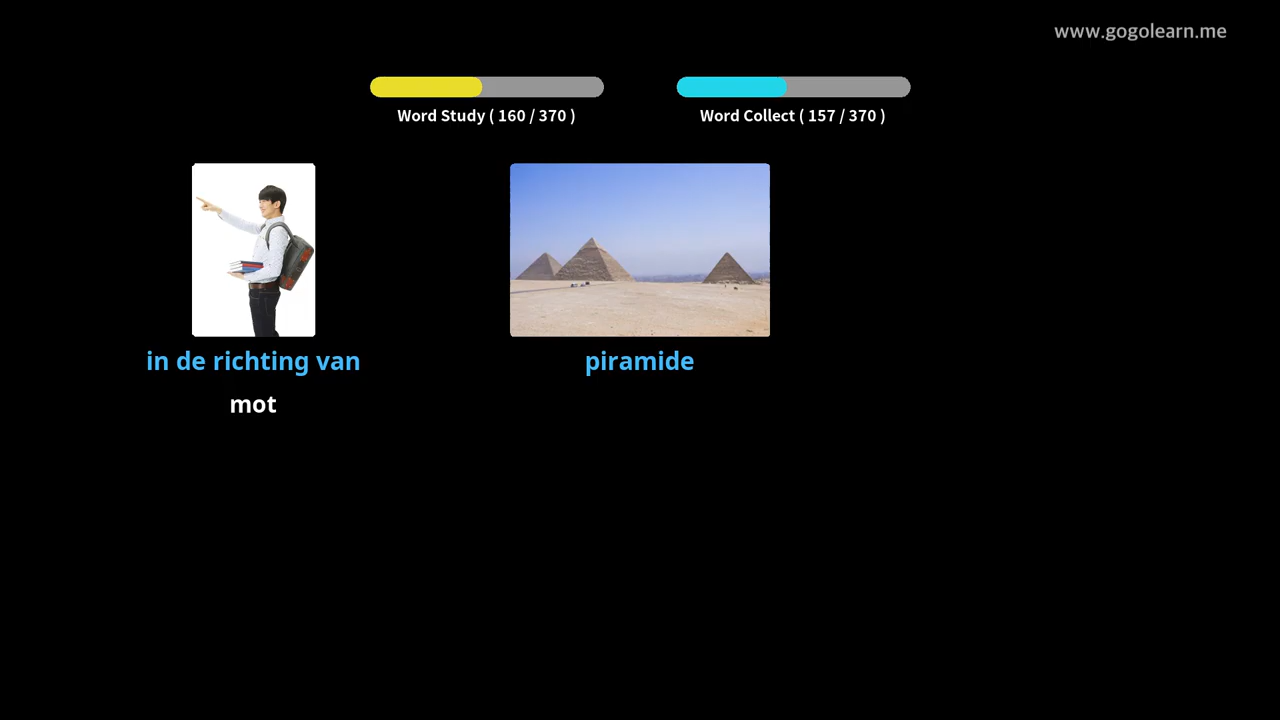 www.gogolearn.me
Word Study ( 160 / 370 )
Word Collect ( 157 / 370 )
in de richting van
mot
piramide